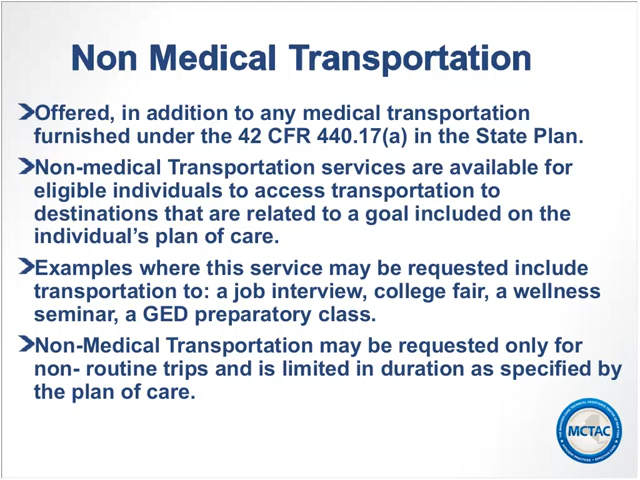 Non Medical Transportation
Offered, in addition to any medical transportation
furnished under the 42 CFR 440.17(a) in the State Plan.
Non-medical Transportation services are available for
eligible individuals to access transportation to
destinations that are related to a goal included on the
individual's plan of care.
Examples where this service may be requested include
transportation to: a job interview, college fair, a wellness
seminar, a GED preparatory class.
Non-Medical Transportation may be requested only for
non- routine trips and is limited in duration as specified by
the plan of care.
MCTAC